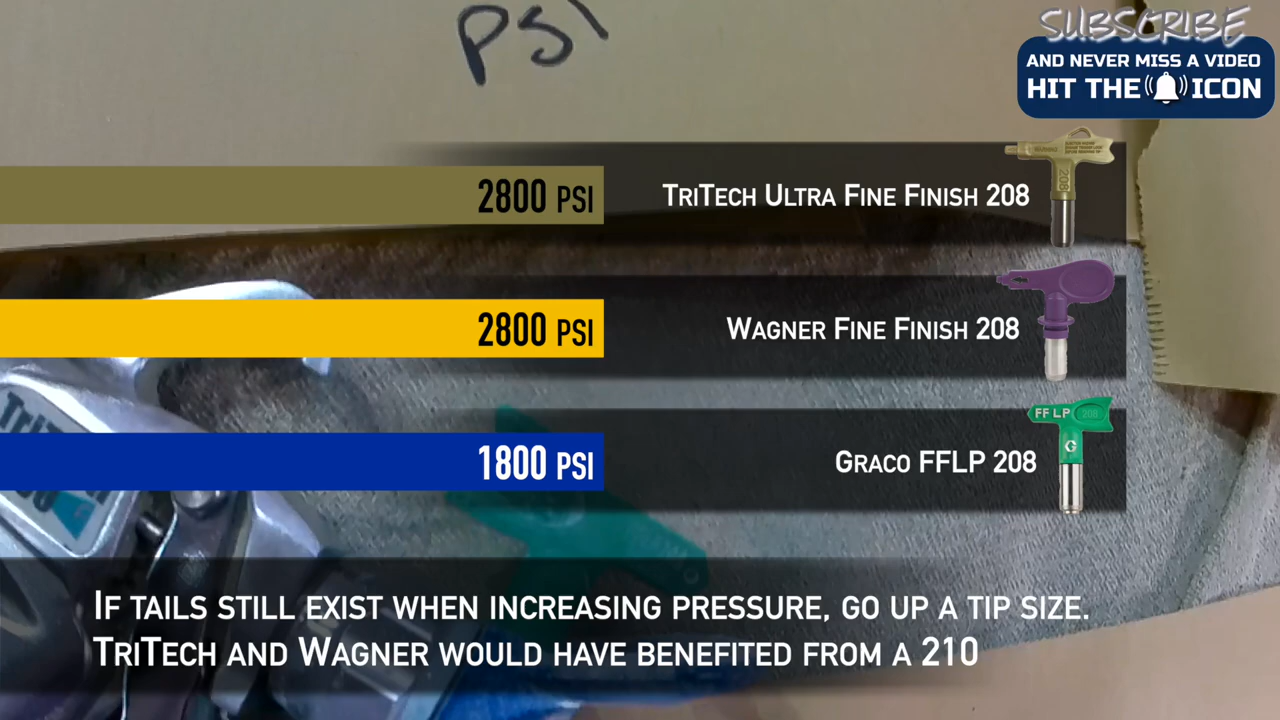 PSI
SUBSCRIBE
AND NEVER MISS A VIDEO
HIT THE ICON
2800 PSI
TRITECH ULTRA FINE FINISH 208
208
2800 PSI
WAGNER FINE FINISH 208
FF LP 208
G
1800 PSI
GRACO FFLP 208
IF TAILS STILL EXIST WHEN INCREASING PRESSURE, GO UP A TIP SIZE.
TRITECH AND WAGNER WOULD HAVE BENEFITED FROM A 210